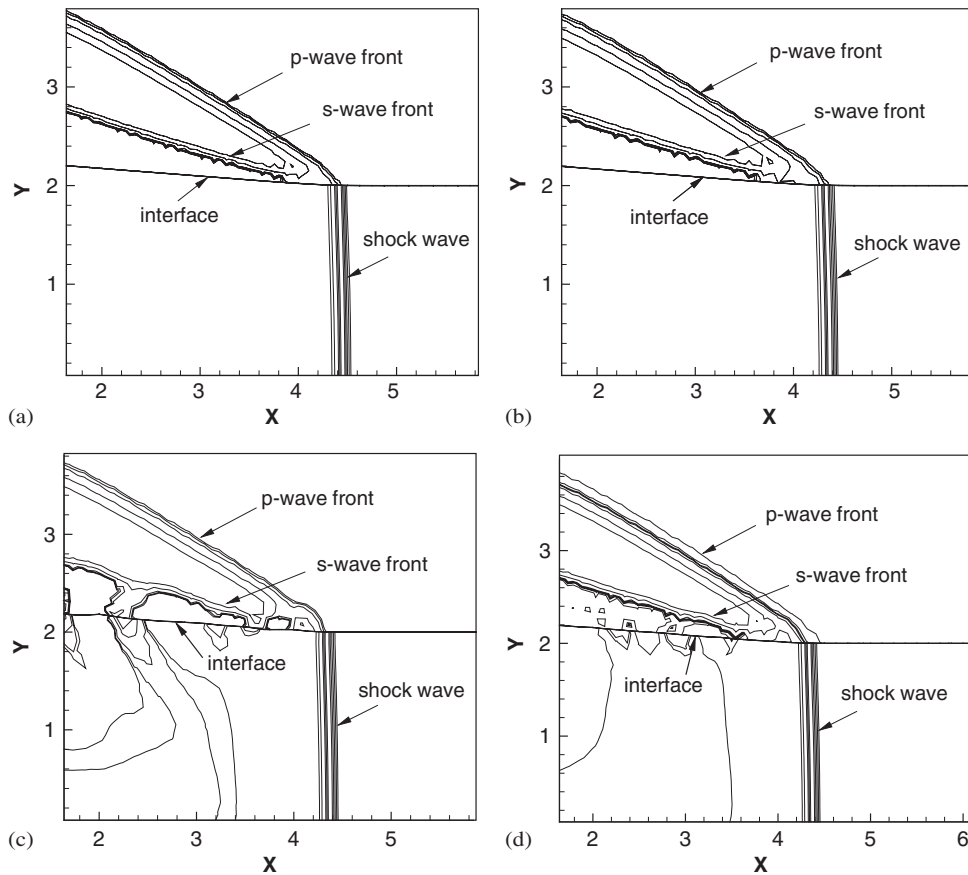 p-wave front
s-wave front
interface
shock wave
Y
3
2
1
2
3
4
5
X
(a)
p-wave front
s-wave front
interface
shock wave
Y
3
2
1
2
3
4
5
X
(b)
p-wave front
s-wave front
interface
shock wave
Y
3
2
1
2
3
4
5
X
(c)
p-wave front
s-wave front
interface
shock wave
Y
3
2
1
2
3
4
5
6
X
(d)